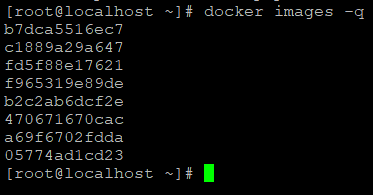 [root@localhost ~]# docker images -q
b7dca5516ec7
c1889a29a647
fd5f88e17621
f965319e89de
b2c2ab6dcf2e
470671670cac
a69f6702fdda
05774ad1cd23
[root@localhost ~]#